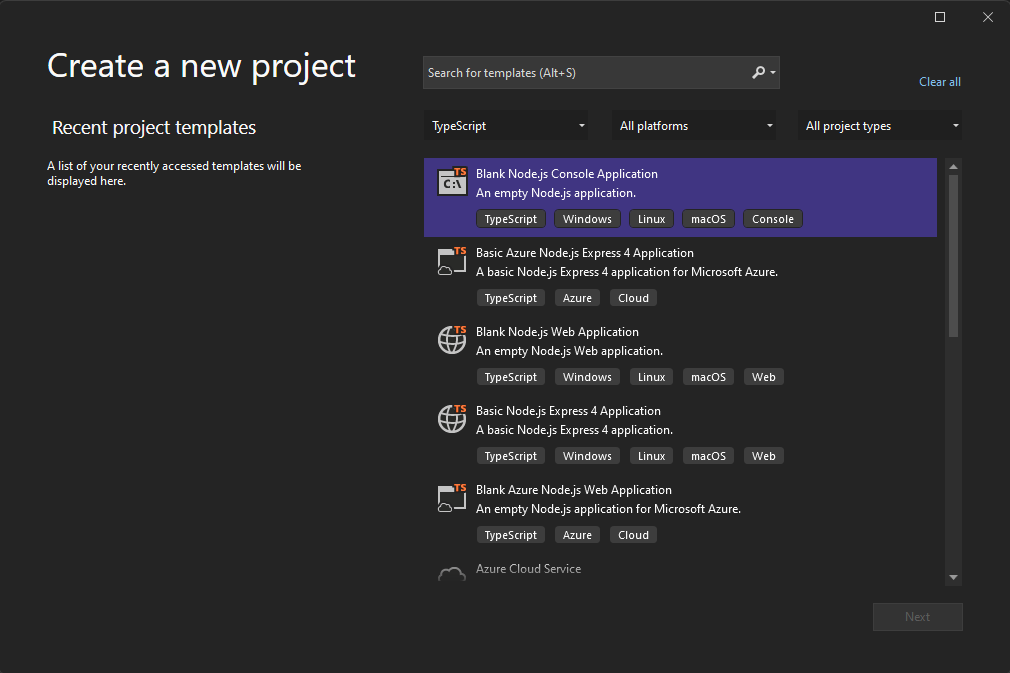 Create a new project
Search for templates (Alt+S)
Clear all
Recent project templates
A list of your recently accessed templates will be
displayed here.
TypeScript All platforms All project types
TS
C:\
Blank Node.js Console Application
An empty Node.js application.
TypeScript Windows Linux macOS Console
TS
Basic Azure Node.js Express 4 Application
A basic Node.js Express 4 application for Microsoft Azure.
TypeScript Azure Cloud
TS
Blank Node.js Web Application
An empty Node.js Web application.
TypeScript Windows Linux macOS Web
TS
Basic Node.js Express 4 Application
A basic Node.js Express 4 application.
TypeScript Windows Linux macOS Web
TS
Blank Azure Node.js Web Application
An empty Node.js application for Microsoft Azure.
TypeScript Azure Cloud
Azure Cloud Service
Next